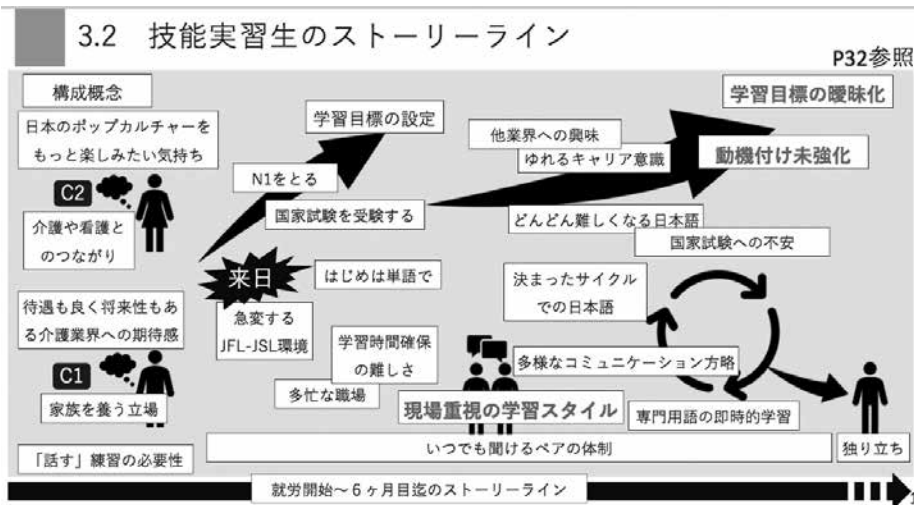 3.2 技能実習生のストーリーライン
P32参照
構成概念
日本のポップカルチャーを
もっと楽しみたい気持ち
C2
介護や看護と
のつながり
待遇も良く将来性もあ
る介護業界への期待感
C1
家族を養う立場
「話す」練習の必要性
学習目標の設定
N1をとる
国家試験を受験する
来日
はじめは単語で
急変する
JFL-JSL環境
学習時間確保
の難しさ
多忙な職場
学習目標の曖昧化
他業界への興味
ゆれるキャリア意識
動機付け未強化
どんどん難しくなる日本語
国家試験への不安
決まったサイクル
での日本語
多様なコミュニケーション方略
現場重視の学習スタイル
専門用語の即時的学習
いつでも聞けるペアの体制
独り立ち
就労開始~6ヶ月目迄のストーリーライン